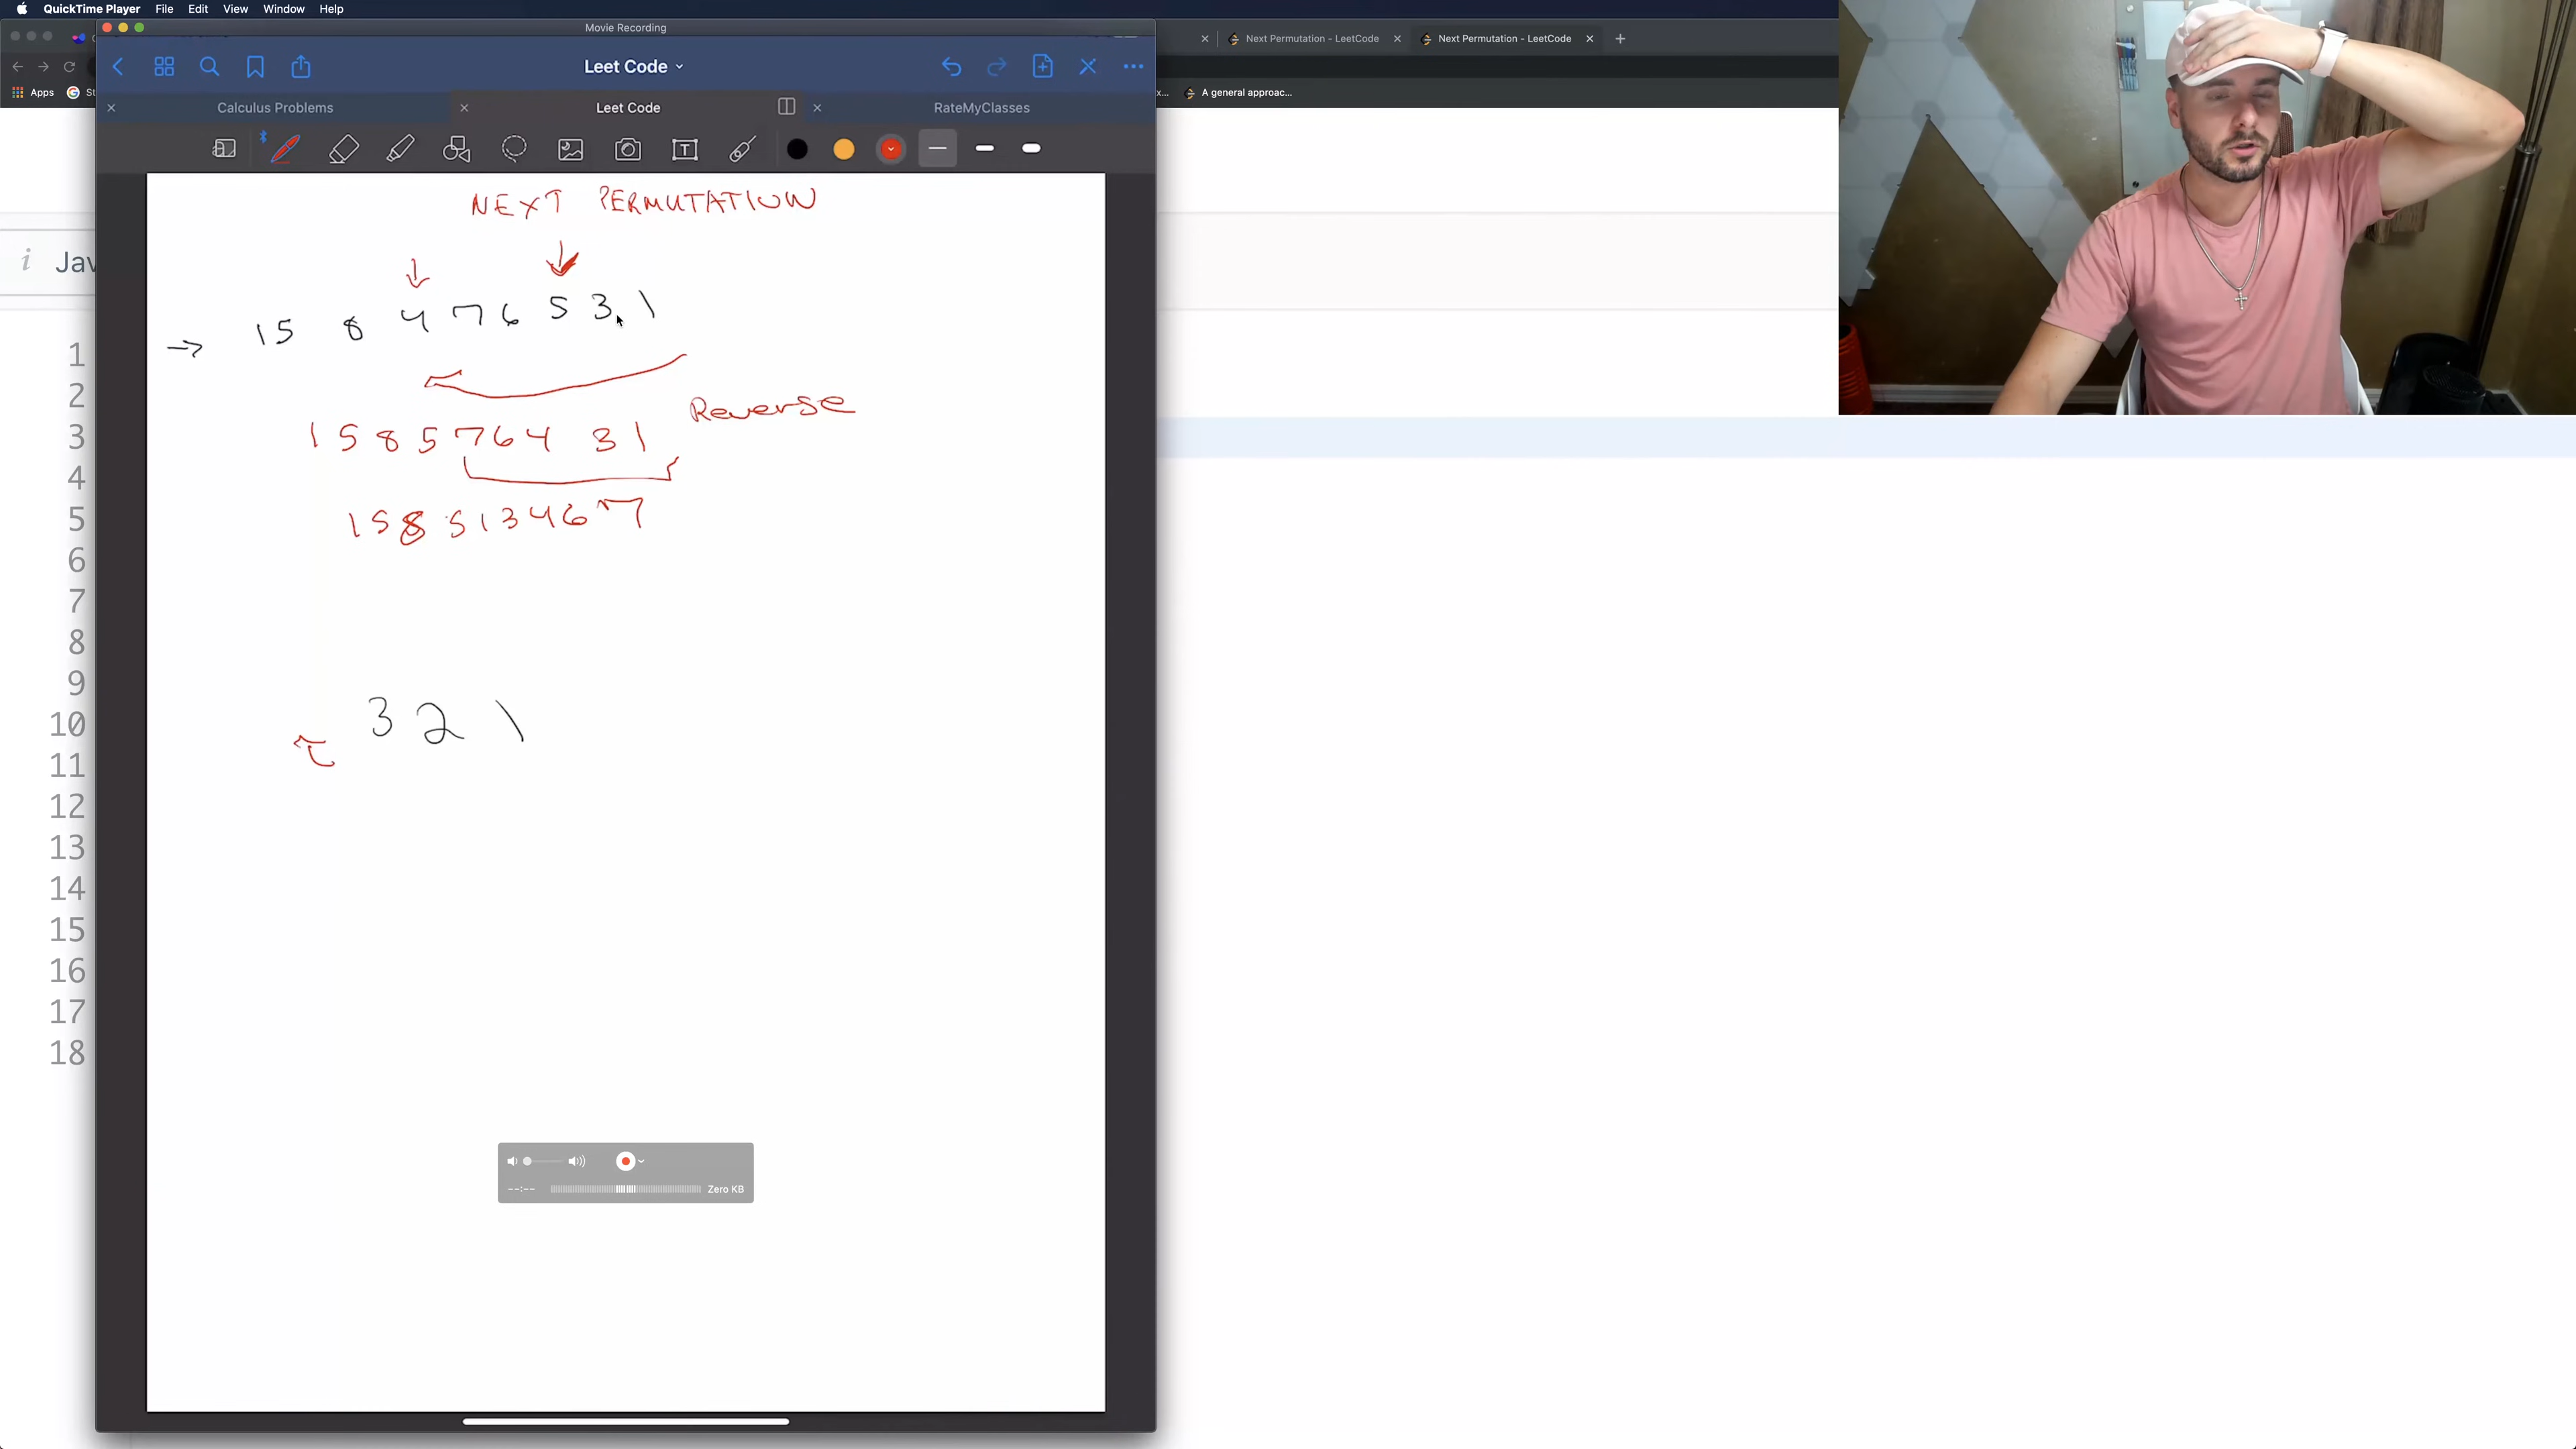 QuickTime Player File Edit View Window Help
Movie Recording
Leet Code
Next Permutation - LeetCode
Next Permutation - LeetCode
Apps
St
x...
A general approac...
Calculus Problems
Leet Code
RateMyClasses
T
NEXT PERMUTATION
15 8 4 7 6 5 3 1
Reverse
1 5 8 5 7 6 4 3 1
1 5 8 5 1 3 4 6 7
3 2 1
i Jav
1
2
3
4
5
6
7
8
9
10
11
12
13
14
15
16
17
18
--:--
Zero KB